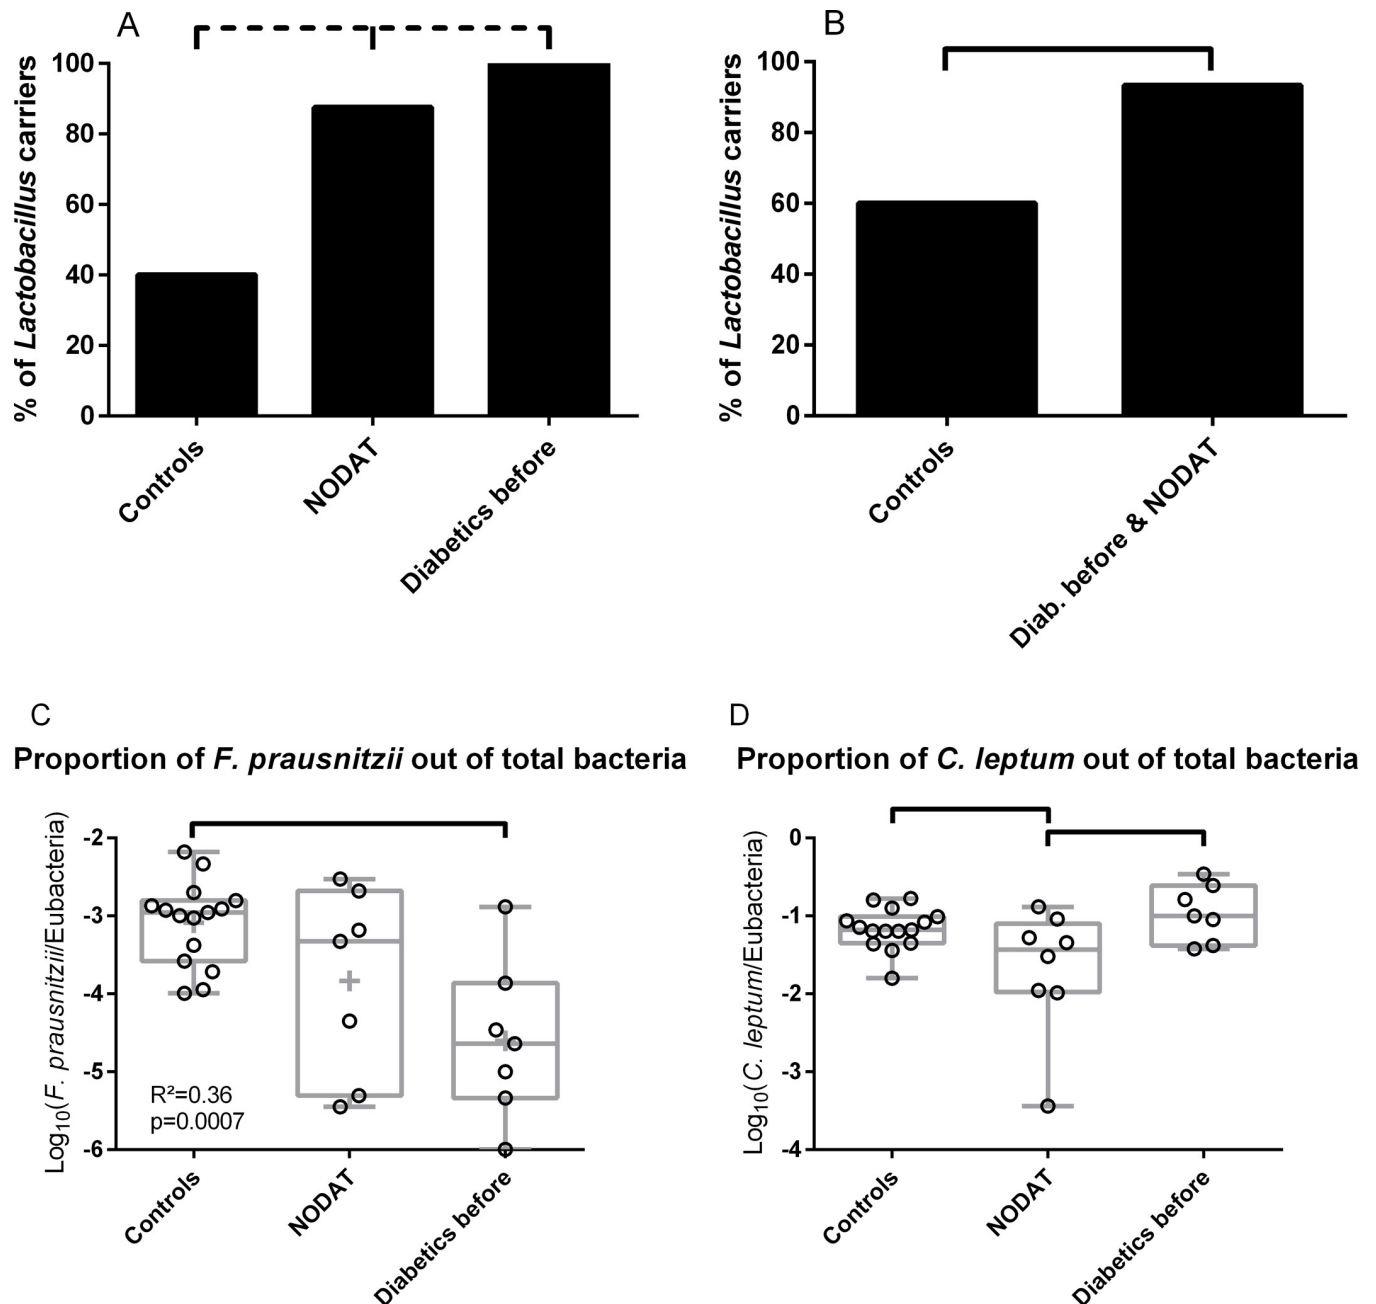 A
% of Lactobacillus carriers
100
80
60
40
20
0
Controls
NODAT
Diabetics before
B
% of Lactobacillus carriers
100
80
60
40
20
0
Controls
Diab. before & NODAT
C
Proportion of F. prausnitzii out of total bacteria
Log10(F. prausnitzii/Eubacteria)
-2
-3
-4
-5
-6
R²=0.36
p=0.0007
Controls
NODAT
Diabetics before
D
Proportion of C. leptum out of total bacteria
Log10(C. leptum/Eubacteria)
0
-1
-2
-3
-4
Controls
NODAT
Diabetics before